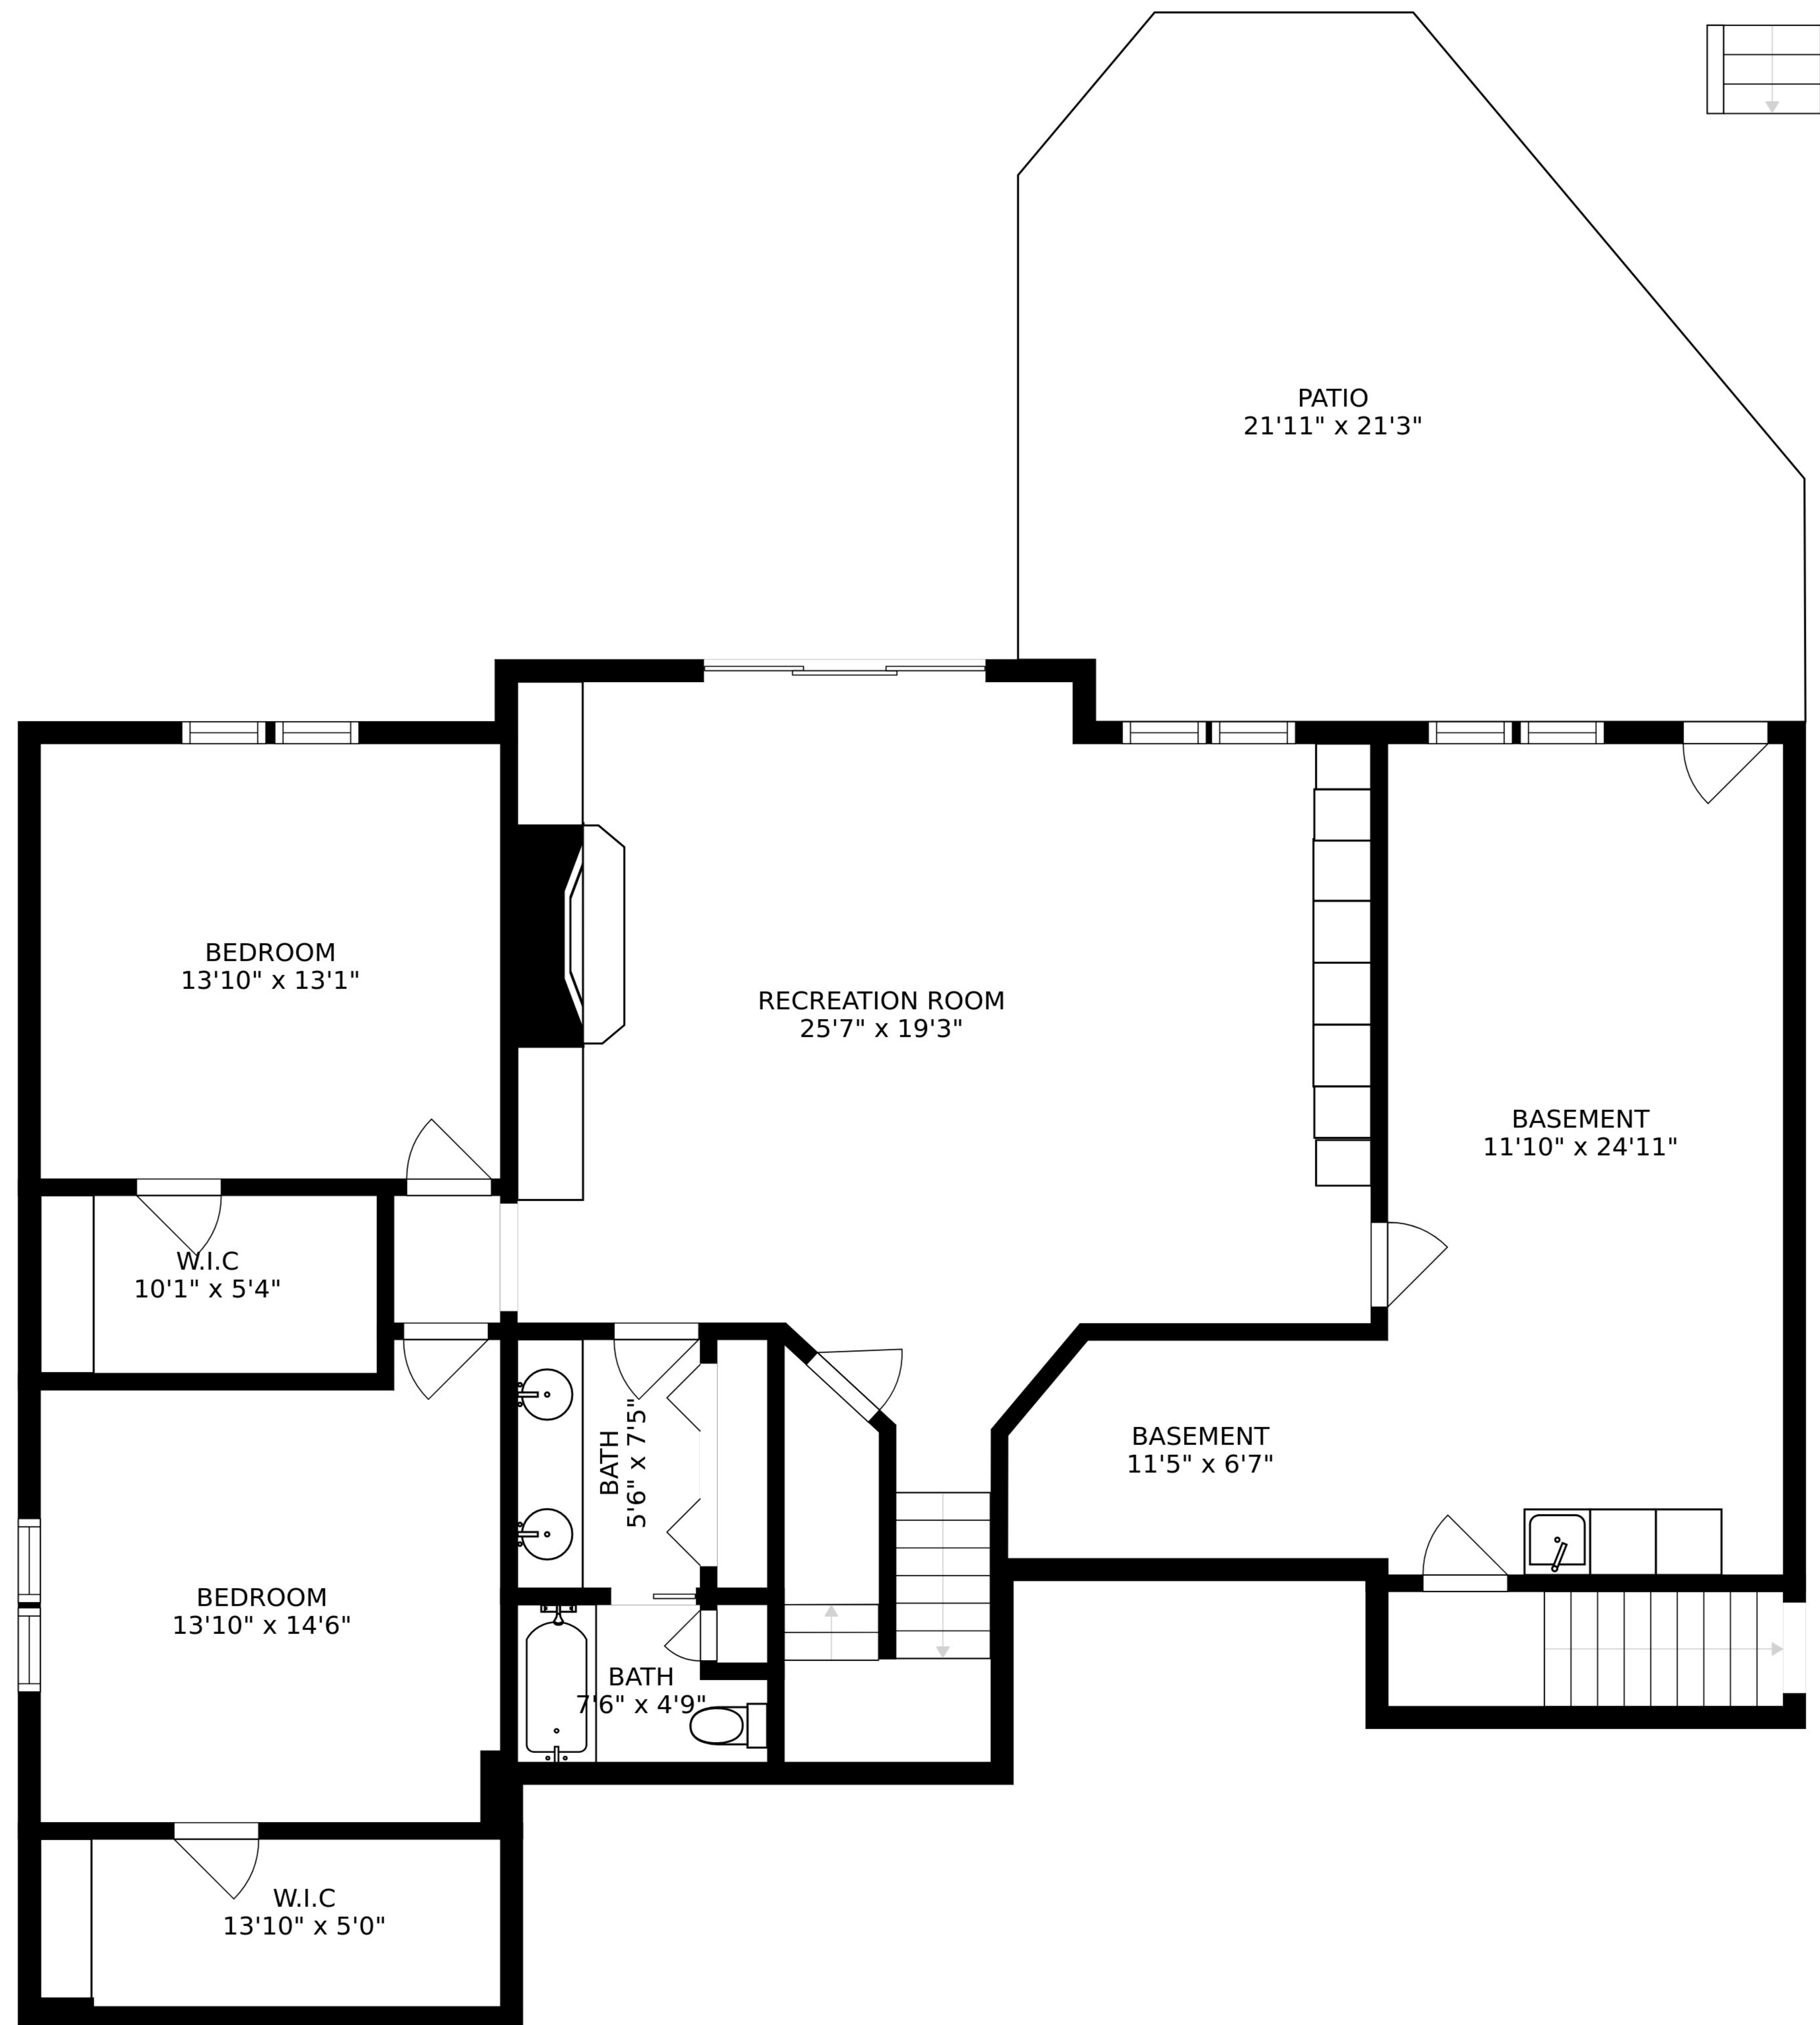 PATIO
21'11" x 21'3"
BEDROOM
13'10" x 13'1"
RECREATION ROOM
25'7" x 19'3"
BASEMENT
11'10" x 24'11"
W.I.C
10'1" x 5'4"
BATH
5'6" x 7'5"
BASEMENT
11'5" x 6'7"
BEDROOM
13'10" x 14'6"
BATH
7'6" x 4'9"
W.I.C
13'10" x 5'0"